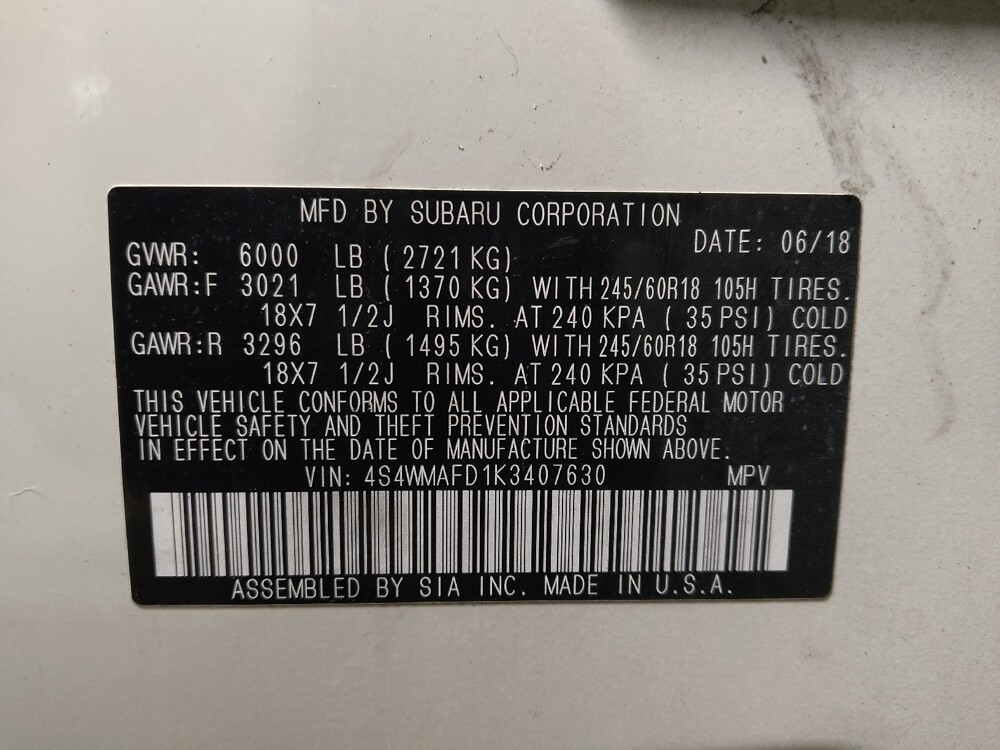 MFD BY SUBARU CORPORATION
DATE: 06/18
GVWR: 6000 LB ( 2721 KG)
GAWR:F 3021 LB ( 1370 KG) WITH 245/60R18 105H TIRES.
18X7 1/2J RIMS. AT 240 KPA ( 35 PSI) COLD
GAWR:R 3296 LB ( 1495 KG) WITH 245/60R18 105H TIRES.
18X7 1/2J RIMS. AT 240 KPA ( 35 PSI) COLD
THIS VEHICLE CONFORMS TO ALL APPLICABLE FEDERAL MOTOR
VEHICLE SAFETY AND THEFT PREVENTION STANDARDS
IN EFFECT ON THE DATE OF MANUFACTURE SHOWN ABOVE.
VIN: 4S4WMAFD1K3407630 MPV
ASSEMBLED BY SIA INC. MADE IN U.S.A.